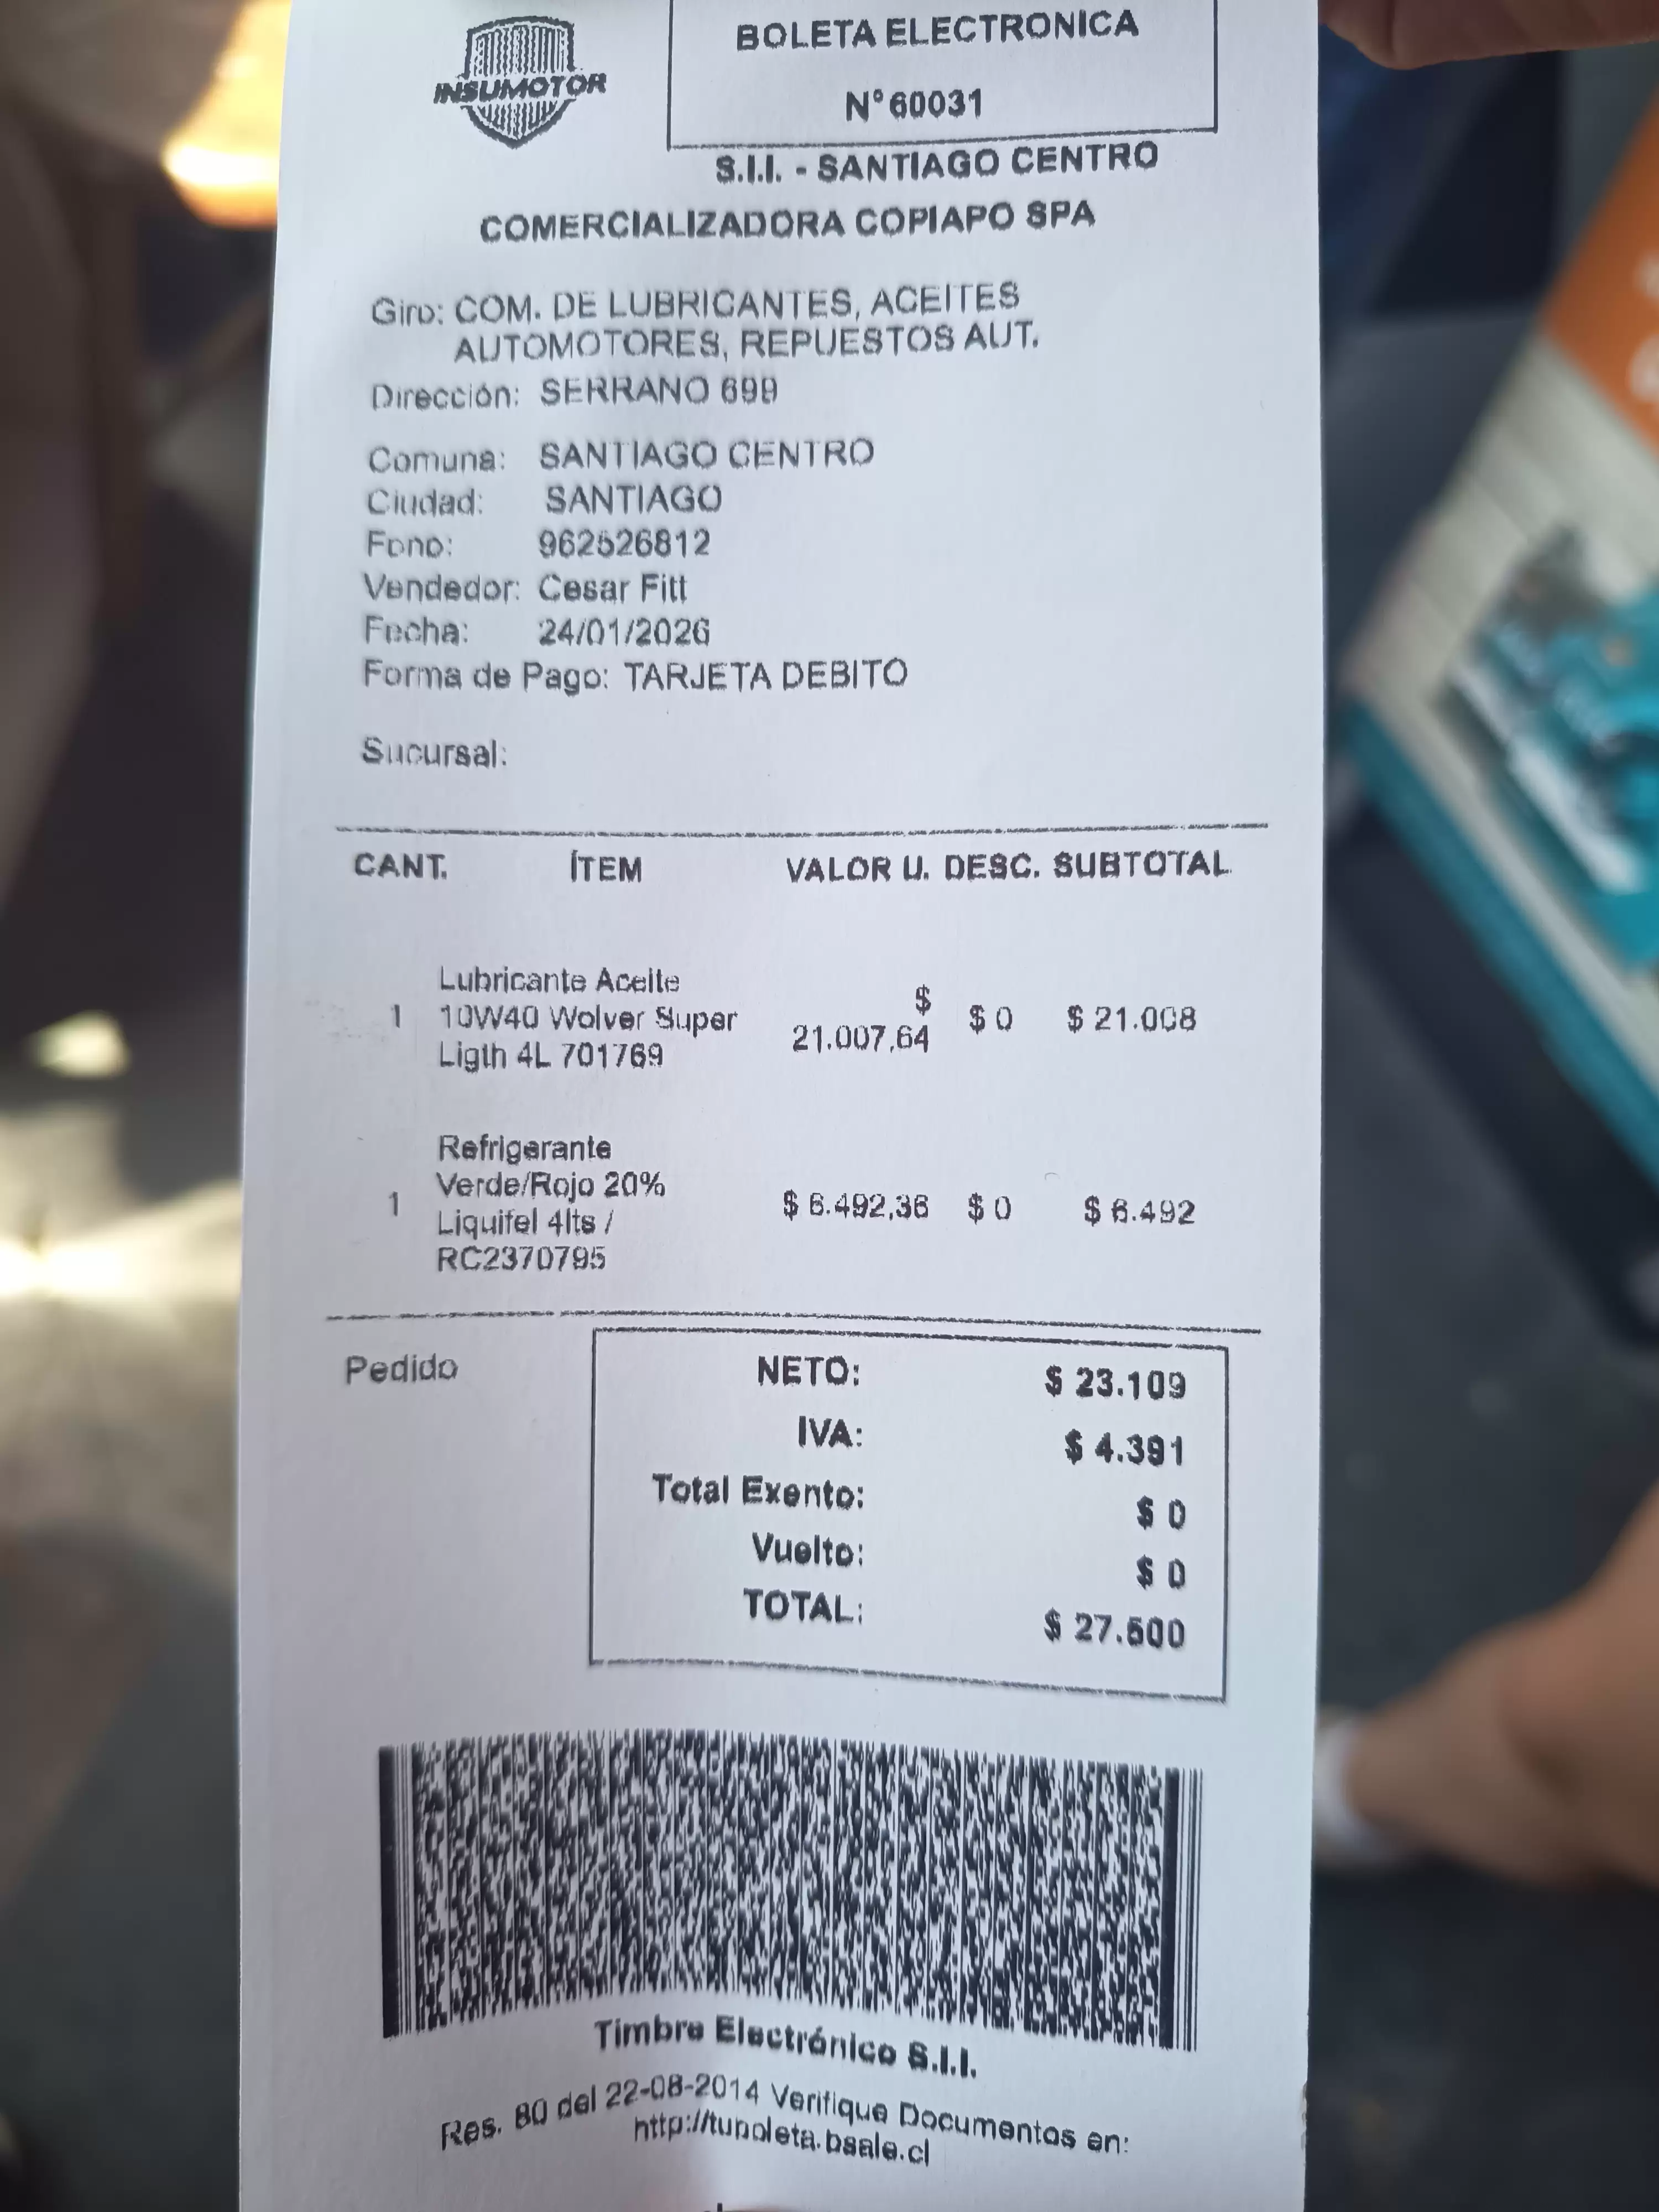 INSUMOTOR
BOLETA ELECTRONICA
N° 60031
S.I.I. - SANTIAGO CENTRO
COMERCIALIZADORA COPIAPO SPA
Giro: COM. DE LUBRICANTES, ACEITES
AUTOMOTORES, REPUESTOS AUT.
Dirección: SERRANO 699
Comuna: SANTIAGO CENTRO
Ciudad: SANTIAGO
Fono: 962526812
Vendedor: Cesar Fitt
Fecha: 24/01/2026
Forma de Pago: TARJETA DEBITO
Sucursal:
CANT. ÍTEM VALOR U. DESC. SUBTOTAL
Lubricante Aceite
1 10W40 Wolver Super $ 21.007,64 $ 0 $ 21.008
Ligth 4L 701769
Refrigerante
Verde/Rojo 20%
1 Liquifel 4lts / $ 6.492,36 $ 0 $ 6.492
RC2370795
Pedido
NETO: $ 23.109
IVA: $ 4.391
Total Exento: $ 0
Vuelto: $ 0
TOTAL: $ 27.500
Timbre Electrónico S.I.I.
Res. 80 del 22-08-2014 Verifique Documentos en:
http://tuboleta.bsale.cl